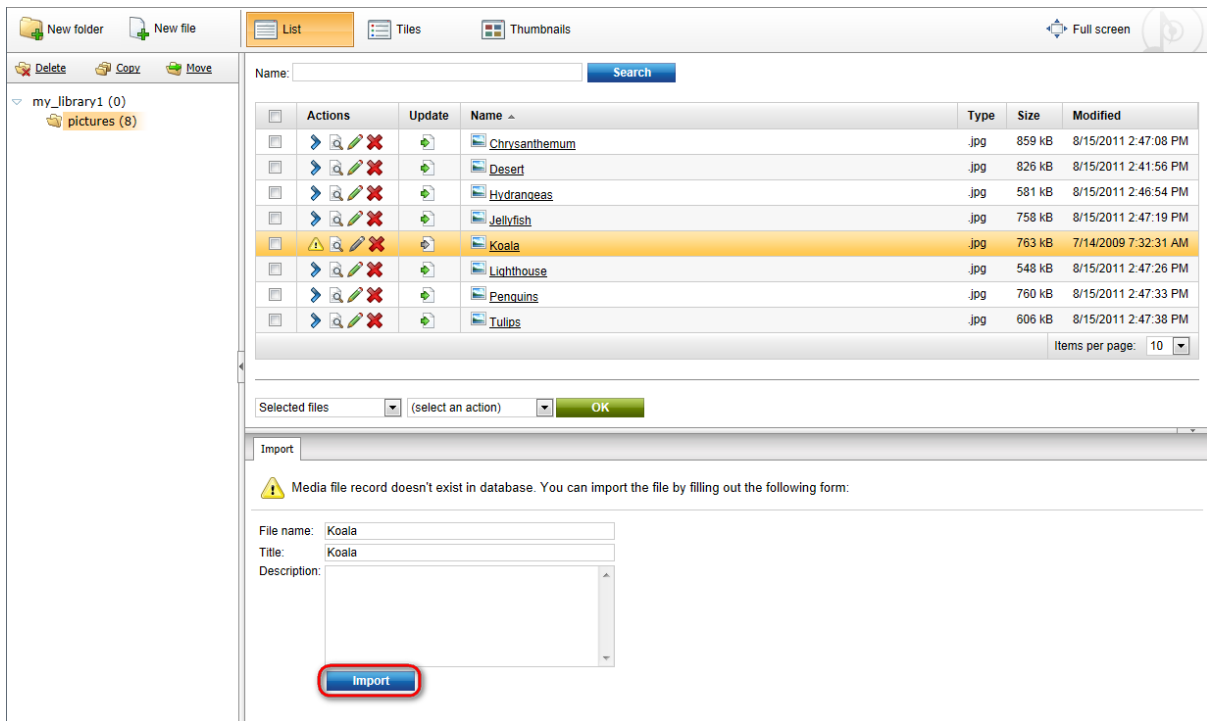 New folder New file List Tiles Thumbnails Full screen
Delete Copy Move
Name: Search
my_library1 (0)
pictures (8)
Actions Update Name Type Size Modified
Chrysanthemum .jpg 859 kB 8/15/2011 2:47:08 PM
Desert .jpg 826 kB 8/15/2011 2:41:56 PM
Hydrangeas .jpg 581 kB 8/15/2011 2:46:54 PM
Jellyfish .jpg 758 kB 8/15/2011 2:47:19 PM
Koala .jpg 763 kB 7/14/2009 7:32:31 AM
Lighthouse .jpg 548 kB 8/15/2011 2:47:26 PM
Penguins .jpg 760 kB 8/15/2011 2:47:33 PM
Tulips .jpg 606 kB 8/15/2011 2:47:38 PM
Items per page: 10
Selected files (select an action) OK
Import
Media file record doesn't exist in database. You can import the file by filling out the following form:
File name: Koala
Title: Koala
Description:
Import